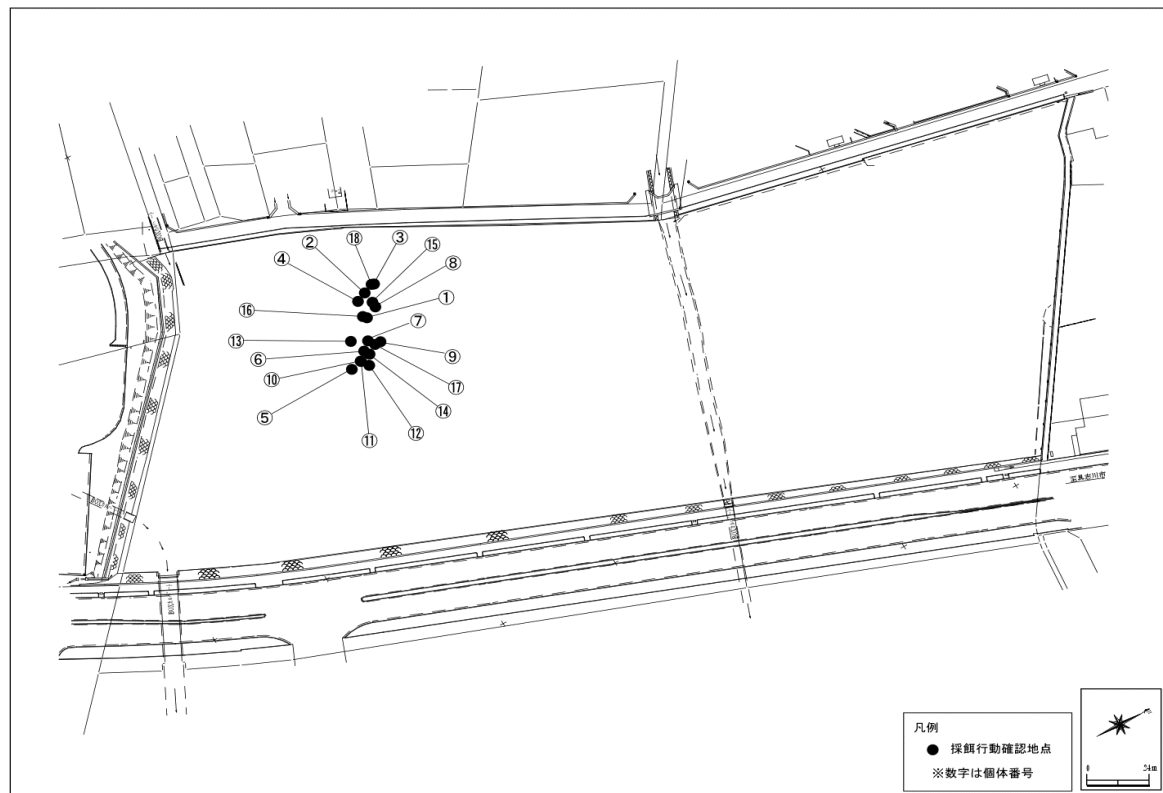 ⑱ ③
② ⑮
④ ⑧
⑯ ①
⑦
⑬
⑥ ⑨
⑩ ⑰
⑤ ⑭
⑪ ⑫
凡例
● 採餌行動確認地点
※数字は個体番号
0 24m